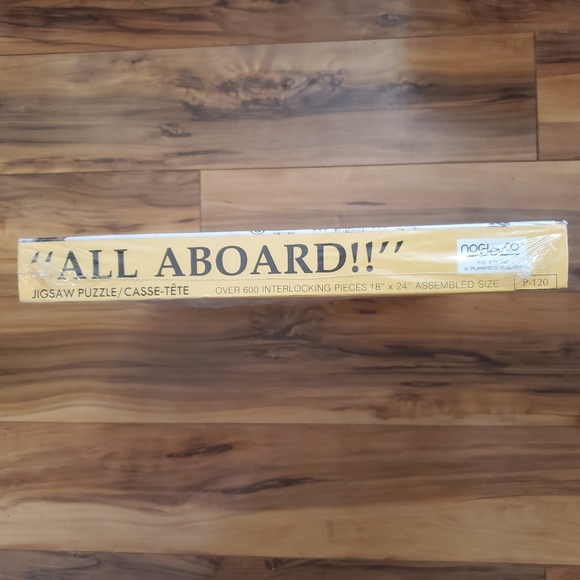 "ALL ABOARD!!"
JIGSAW PUZZLE/CASSE-TÊTE
OVER 600 INTERLOCKING PIECES 18" x 24" ASSEMBLED SIZE
P-120